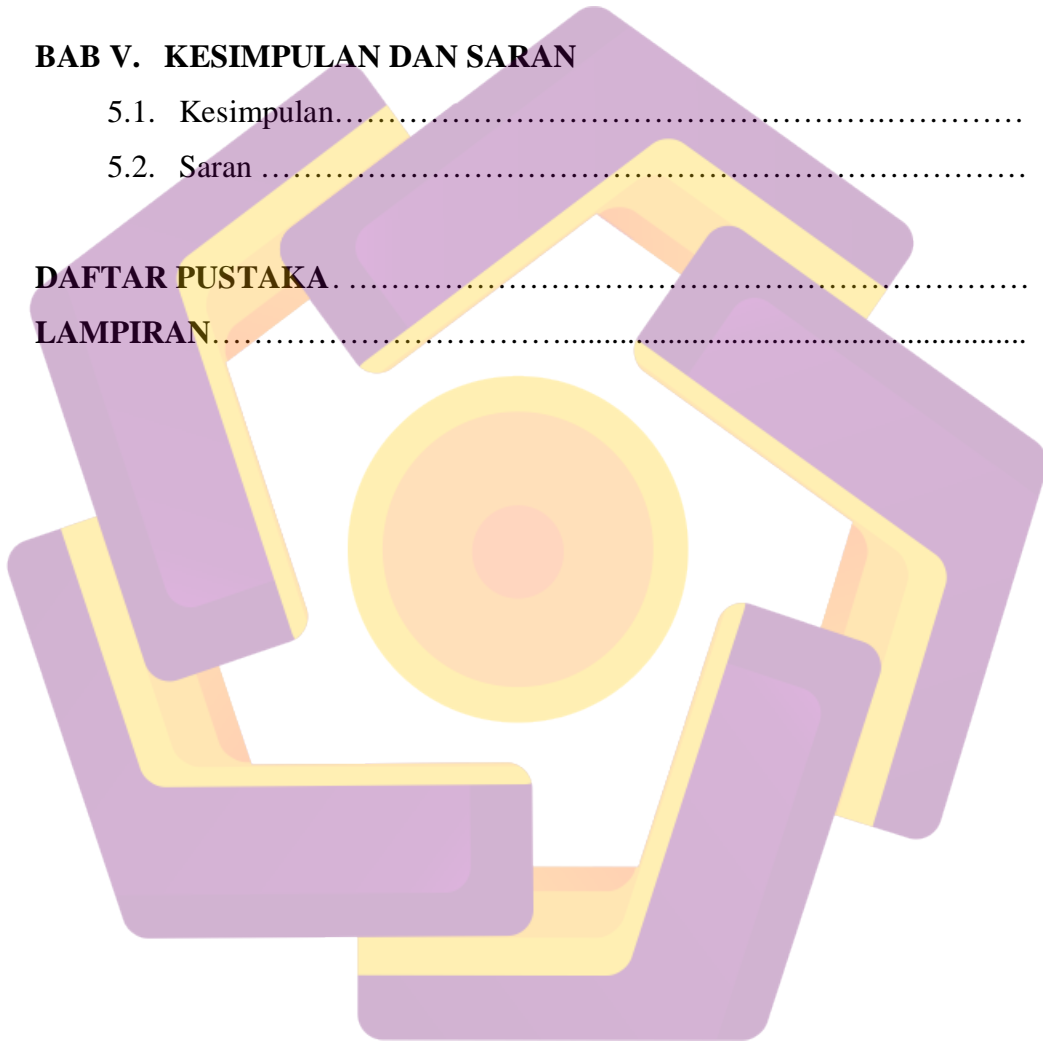 BAB V. KESIMPULAN DAN SARAN
5.1. Kesimpulan……………………………………………….…………
5.2. Saran ………………………………………………………………
DAFTAR PUSTAKA. ………………………………………………………
LAMPIRAN……………………………......................................................................